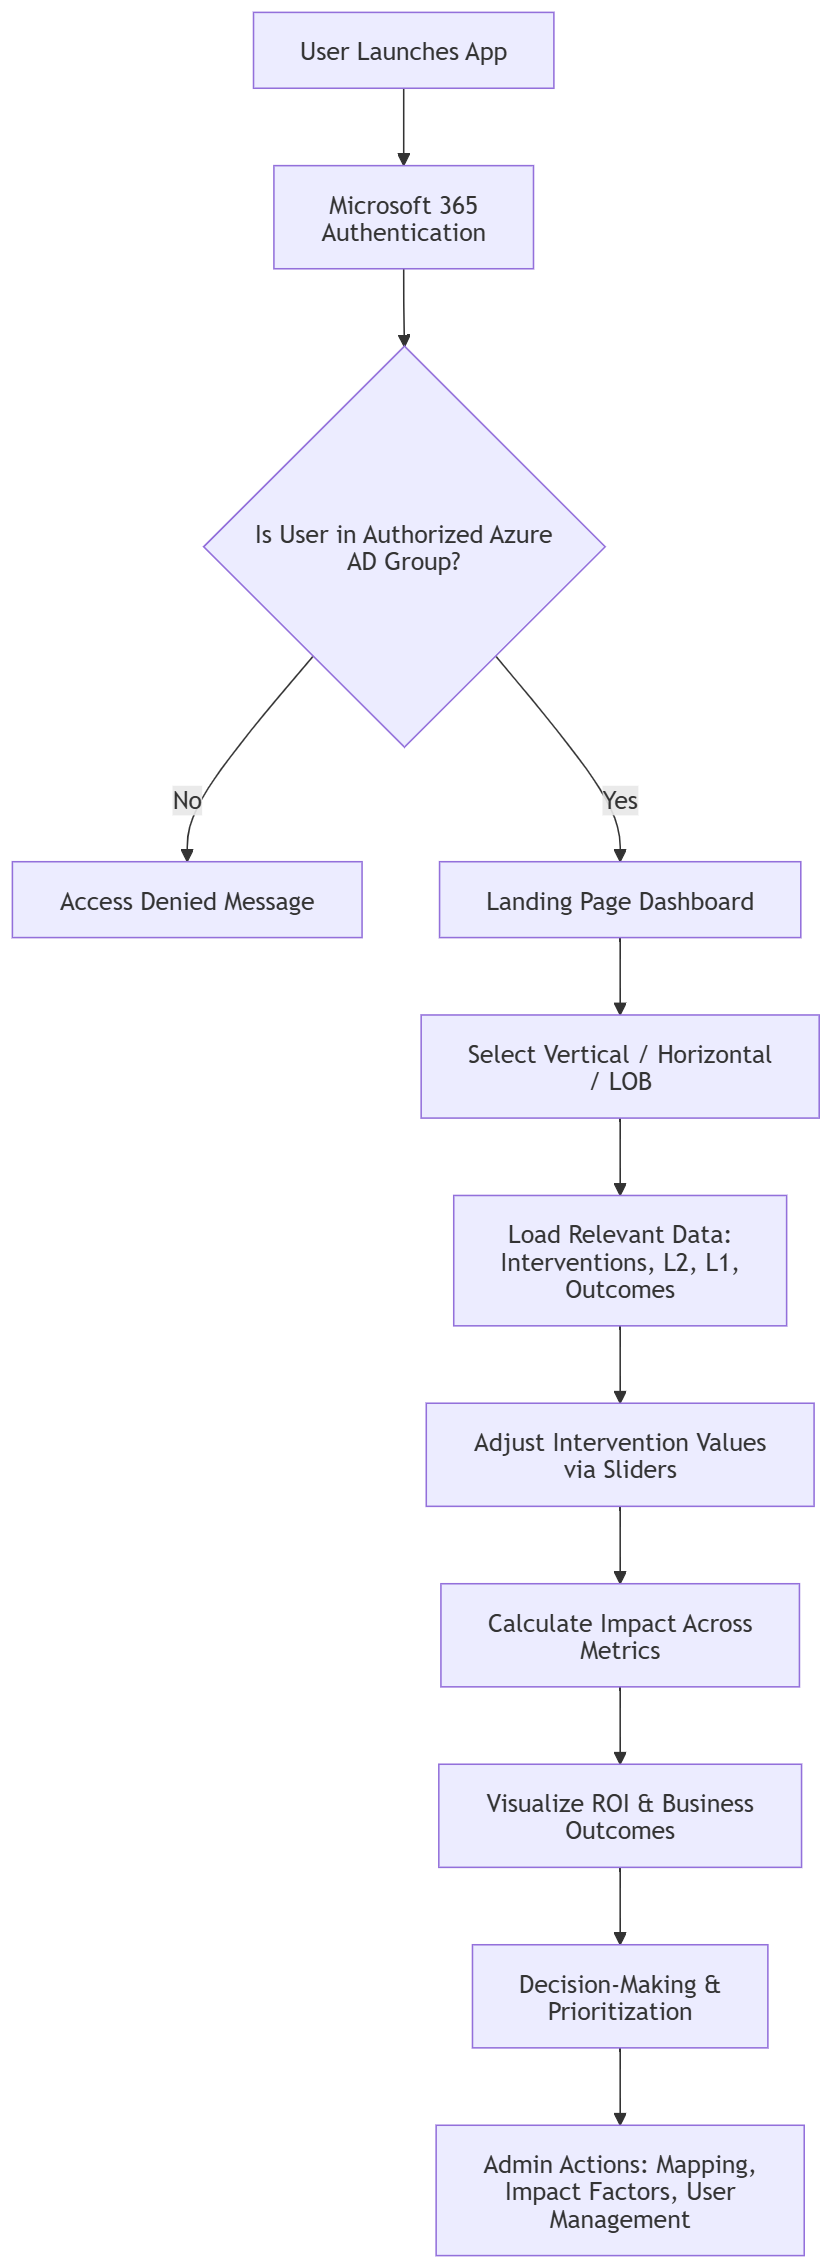 User Launches App
Microsoft 365
Authentication
Is User in Authorized Azure
AD Group?
No
Yes
Access Denied Message
Landing Page Dashboard
Select Vertical / Horizontal
/ LOB
Load Relevant Data:
Interventions, L2, L1,
Outcomes
Adjust Intervention Values
via Sliders
Calculate Impact Across
Metrics
Visualize ROI & Business
Outcomes
Decision-Making &
Prioritization
Admin Actions: Mapping,
Impact Factors, User
Management